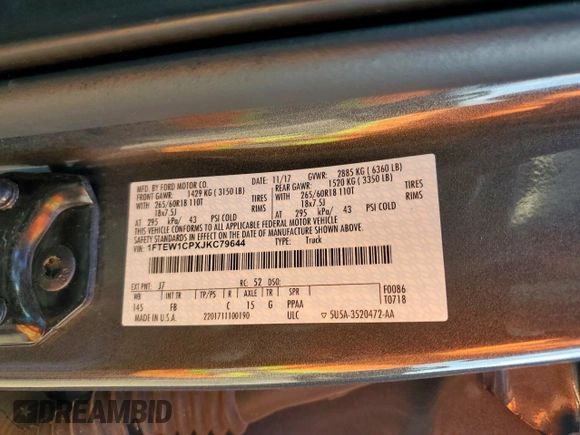 MFD. BY FORD MOTOR CO. 11/17 GVWR: 2885 KG ( 6360 LB)
FRONT GAWR: 1429 KG ( 3150 LB) REAR GAWR: 1520 KG ( 3350 LB)
WITH 265/60R18 110T TIRES WITH 265/60R18 110T TIRES
18x7.5J RIMS 18x7.5J RIMS
AT 295 kPa/ 43 PSI COLD AT 295 kPa/ 43 PSI COLD
THIS VEHICLE CONFORMS TO ALL APPLICABLE FEDERAL MOTOR VEHICLE
SAFETY STANDARDS IN EFFECT ON THE DATE OF MANUFACTURE SHOWN ABOVE.
VIN: 1FTEW1CPXJKC79644 TYPE: Truck
EXT PNT: J7 RC: 52 DSO: F0086
WB TP/PS R AXLE TR SPR T0718
145 FB C 15 G PPAA
MADE IN U.S.A. 2201711100190 ULC ▽ 5U5A-3520472-AA
DREAMBID